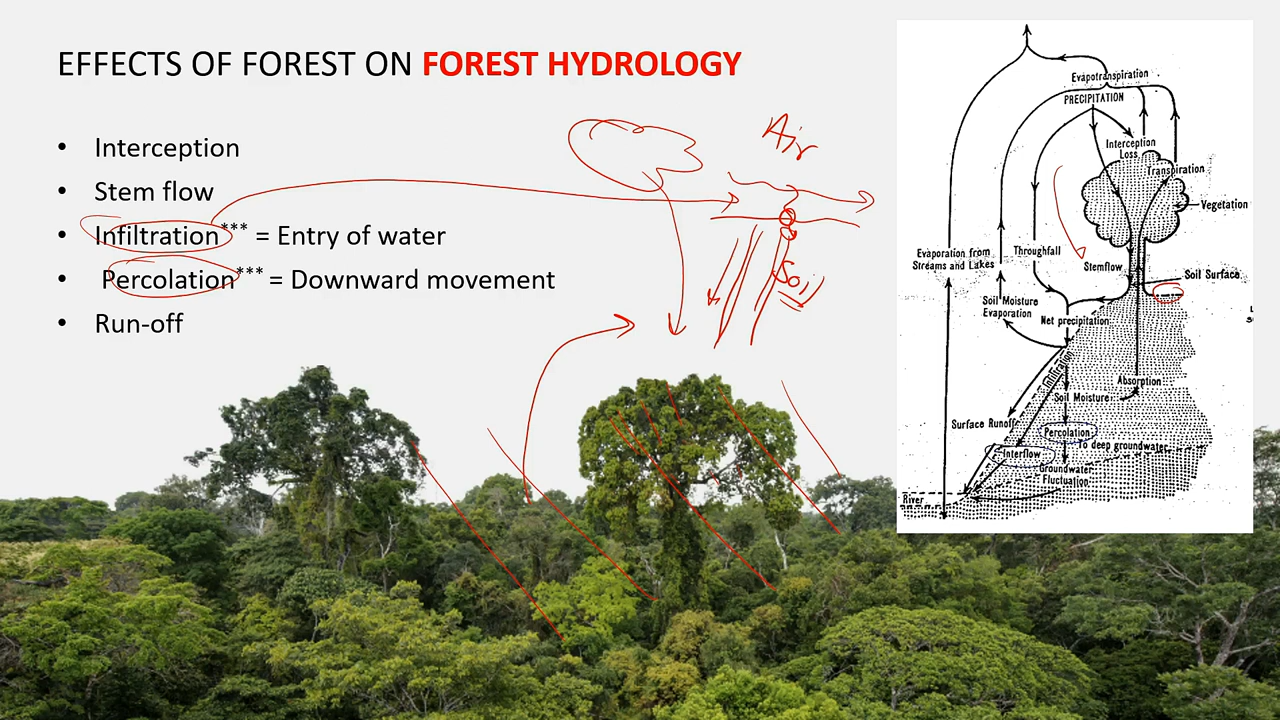 EFFECTS OF FOREST ON FOREST HYDROLOGY
• Interception
• Stem flow
• Infiltration*** = Entry of water
• Percolation*** = Downward movement
• Run-off
Air
Soil
Evapotranspiration
PRECIPITATION
Interception
Loss
Transpiration
Vegetation
Evaporation from
Streams and Lakes
Throughfall
Stemflow
Soil Surface
Soil Moisture
Evaporation
Net precipitation
Infiltration
Absorption
Soil Moisture
Surface Runoff
Percolation
To deep groundwater
Interflow
Groundwater
Fluctuation
River